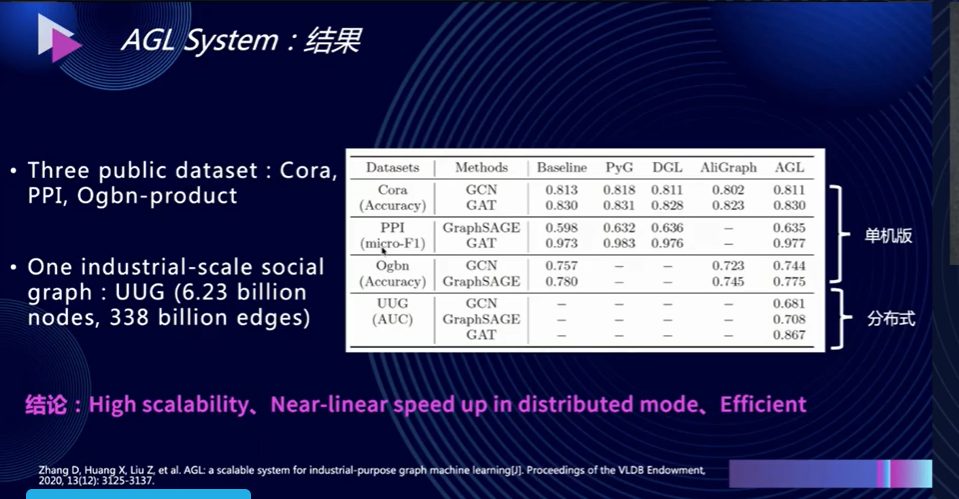 AGL System：结果
• Three public dataset : Cora,
PPI, Ogbn-product
• One industrial-scale social
graph : UUG (6.23 billion
nodes, 338 billion edges)
Datasets Methods Baseline PyG DGL AliGraph AGL
Cora GCN 0.813 0.818 0.811 0.802 0.811
(Accuracy) GAT 0.830 0.831 0.828 0.823 0.830
PPI GraphSAGE 0.598 0.632 0.636 – 0.635
(micro-F1) GAT 0.973 0.983 0.976 – 0.977
Ogbn GCN 0.757 – – 0.723 0.744
(Accuracy) GraphSAGE 0.780 – – 0.745 0.775
UUG GCN – – – – 0.681
(AUC) GraphSAGE – – – – 0.708
GAT – – – – 0.867
单机版
分布式
结论：High scalability、Near-linear speed up in distributed mode、Efficient
Zhang D, Huang X, Liu Z, et al. AGL: a scalable system for industrial-purpose graph machine learning[J]. Proceedings of the VLDB Endowment,
2020, 13(12): 3125-3137.